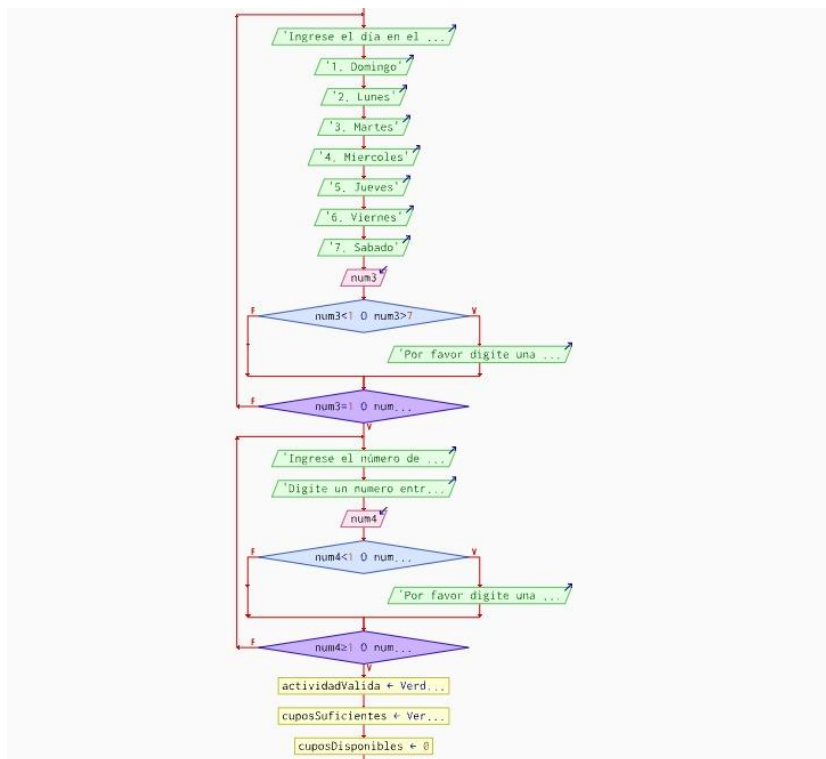 'Ingrese el día en el ...
'1. Domingo'
'2. Lunes'
'3. Martes'
'4. Miercoles'
'5. Jueves'
'6. Viernes'
'7. Sabado'
num3
num3<1 O num3>7
F
V
'Por favor digite una ...
num3=1 O num...
F
V
'Ingrese el número de ...
'Digite un numero entr...
num4
num4<1 O num...
F
V
'Por favor digite una ...
num4≥1 O num...
F
V
actividadValida ← Verd...
cuposSuficientes ← Ver...
cuposDisponibles ← 0